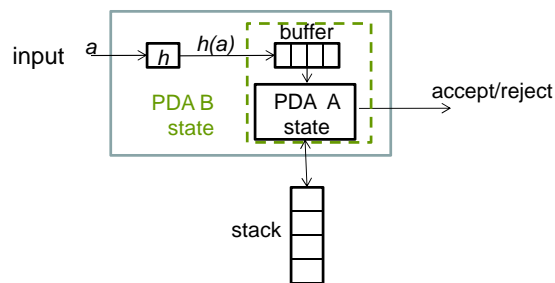 input
a
h
h(a)
buffer
PDA B
state
PDA A
state
accept/reject
stack